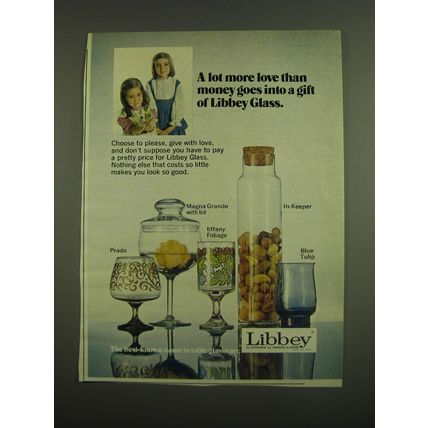 A lot more love than
money goes into a gift
of Libbey Glass.
Choose to please, give with love,
and don't suppose you have to pay
a pretty price for Libbey Glass.
Nothing else that costs so little
makes you look so good.
Magna Grande
with lid
In-Keeper
tiffany
Foliage
Prado
Blue
Tulip
Libbey
The best-known name in table glassware